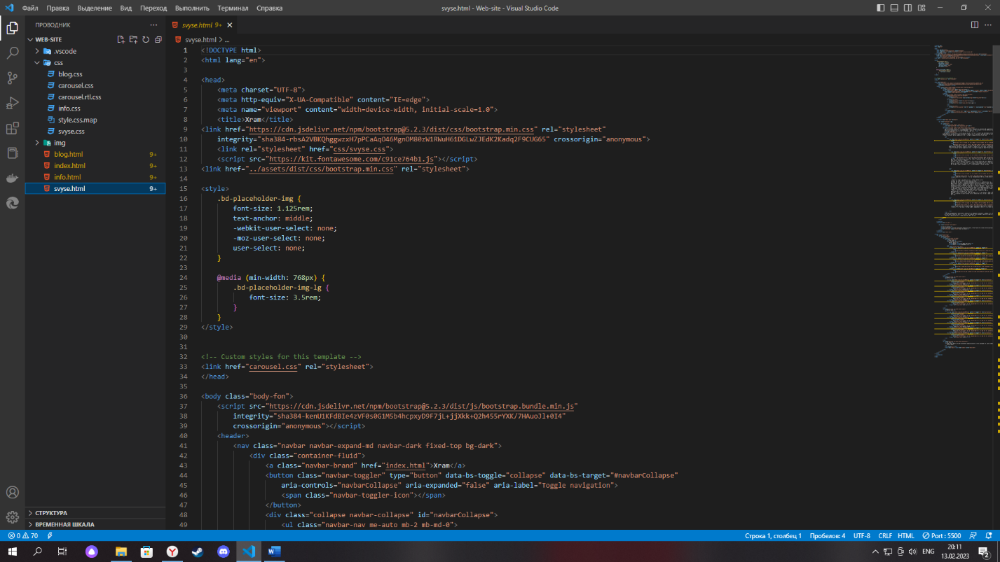 Файл Правка Выделение Вид Переход Выполнить Терминал Справка
svyse.html - Web-site - Visual Studio Code
ПРОВОДНИК
WEB-SITE
.vscode
css
blog.css
carousel.css
carousel.rtl.css
info.css
style.css.map
svyse.css
img
blog.html 9+
index.html 9+
info.html 9+
svyse.html 9+
СТРУКТУРА
ВРЕМЕННАЯ ШКАЛА
svyse.html 9+
svyse.html > ...
1 <!DOCTYPE html>
2 <html lang="en">
3
4 <head>
5 <meta charset="UTF-8">
6 <meta http-equiv="X-UA-Compatible" content="IE=edge">
7 <meta name="viewport" content="width=device-width, initial-scale=1.0">
8 <title>Xram</title>
9 <link href="https://cdn.jsdelivr.net/npm/bootstrap@5.2.3/dist/css/bootstrap.min.css" rel="stylesheet"
10 integrity="sha384-rbsA2VBKQhggwzxH7pPCaAqO46MgnOM80zW1RWuH61DGLwZJEdK2Kadq2F9CUG65" crossorigin="anonymous">
11 <link rel="stylesheet" href="css/svyse.css">
12 <script src="https://kit.fontawesome.com/c91ce764b1.js"></script>
13 <link href="../assets/dist/css/bootstrap.min.css" rel="stylesheet">
14
15 <style>
16 .bd-placeholder-img {
17 font-size: 1.125rem;
18 text-anchor: middle;
19 -webkit-user-select: none;
20 -moz-user-select: none;
21 user-select: none;
22 }
23
24 @media (min-width: 768px) {
25 .bd-placeholder-img-lg {
26 font-size: 3.5rem;
27 }
28 }
29 </style>
30
31
32 <!-- Custom styles for this template -->
33 <link href="carousel.css" rel="stylesheet">
34 </head>
35
36 <body class="body-fon">
37 <script src="https://cdn.jsdelivr.net/npm/bootstrap@5.2.3/dist/js/bootstrap.bundle.min.js"
38 integrity="sha384-kenU1KFdBIe4zVF0s0G1M5b4hcpxyD9F7jL+jjXkk+Q2h455rYXK/7HAuoJl+0I4"
39 crossorigin="anonymous"></script>
40 <header>
41 <nav class="navbar navbar-expand-md navbar-dark fixed-top bg-dark">
42 <div class="container-fluid">
43 <a class="navbar-brand" href="index.html">Xram</a>
44 <button class="navbar-toggler" type="button" data-bs-toggle="collapse" data-bs-target="#navbarCollapse"
45 aria-controls="navbarCollapse" aria-expanded="false" aria-label="Toggle navigation">
46 <span class="navbar-toggler-icon"></span>
47 </button>
48 <div class="collapse navbar-collapse" id="navbarCollapse">
49 <ul class="navbar-nav me-auto mb-2 mb-md-0">
0 70
Строка 1, столбец 1 Пробелов: 4 UTF-8 CRLF HTML Port : 5500
ENG
20:11
13.02.2023
2